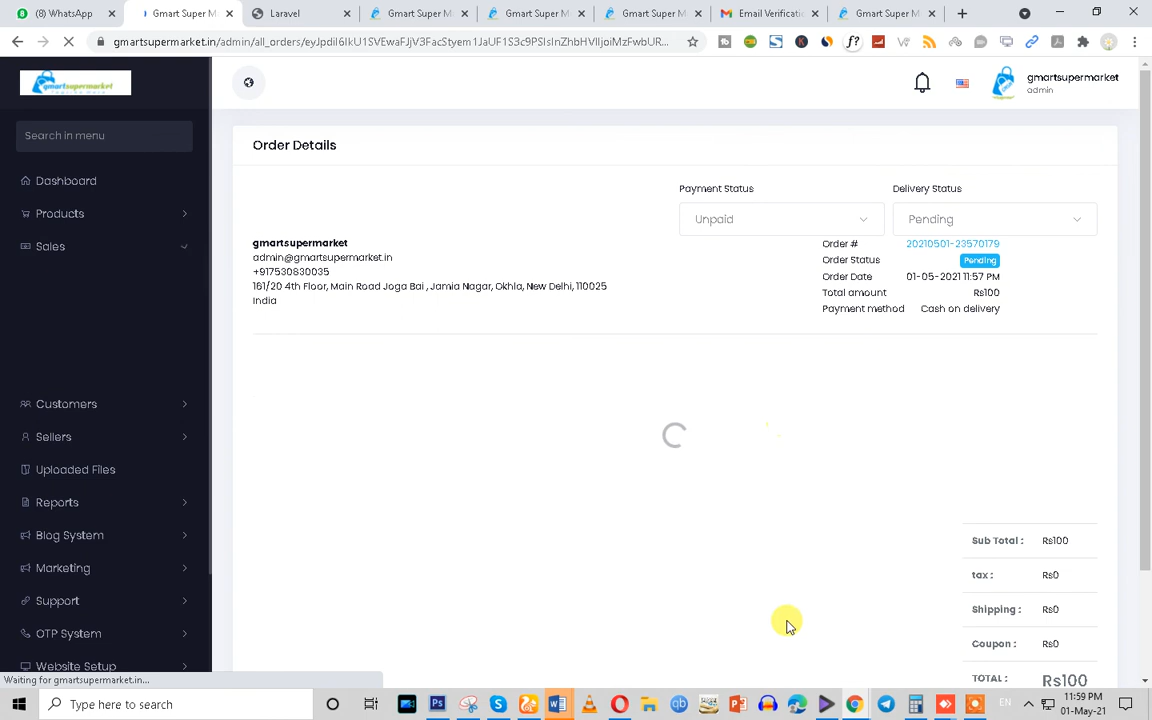 (8) WhatsApp
Gmart Super M
Laravel
Gmart Super M
Gmart Super M
Gmart Super M
Email Verificatio
Gmart Super M
gmartsupermarket.in/admin/all_orders/
gmartsupermarket
Search in menu
Dashboard
Products
Sales
Customers
Sellers
Uploaded Files
Reports
Blog System
Marketing
Support
OTP System
Website Setup
gmartsupermarket
admin
Order Details
Payment Status
Unpaid
Delivery Status
Pending
gmartsupermarket
admin@gmartsupermarket.in
+917530830035
161/20 4th Floor, Main Road Joga Bai , Jamia Nagar, Okhla, New Delhi, 110025
India
Order # 20210501-23570179
Order Status Pending
Order Date 01-05-2021 11:57 PM
Total amount Rs100
Payment method Cash on delivery
Sub Total : Rs100
tax : Rs0
Shipping : Rs0
Coupon : Rs0
TOTAL : Rs100
Waiting for gmartsupermarket.in...
Type here to search
EN
11:59 PM
01-May-21